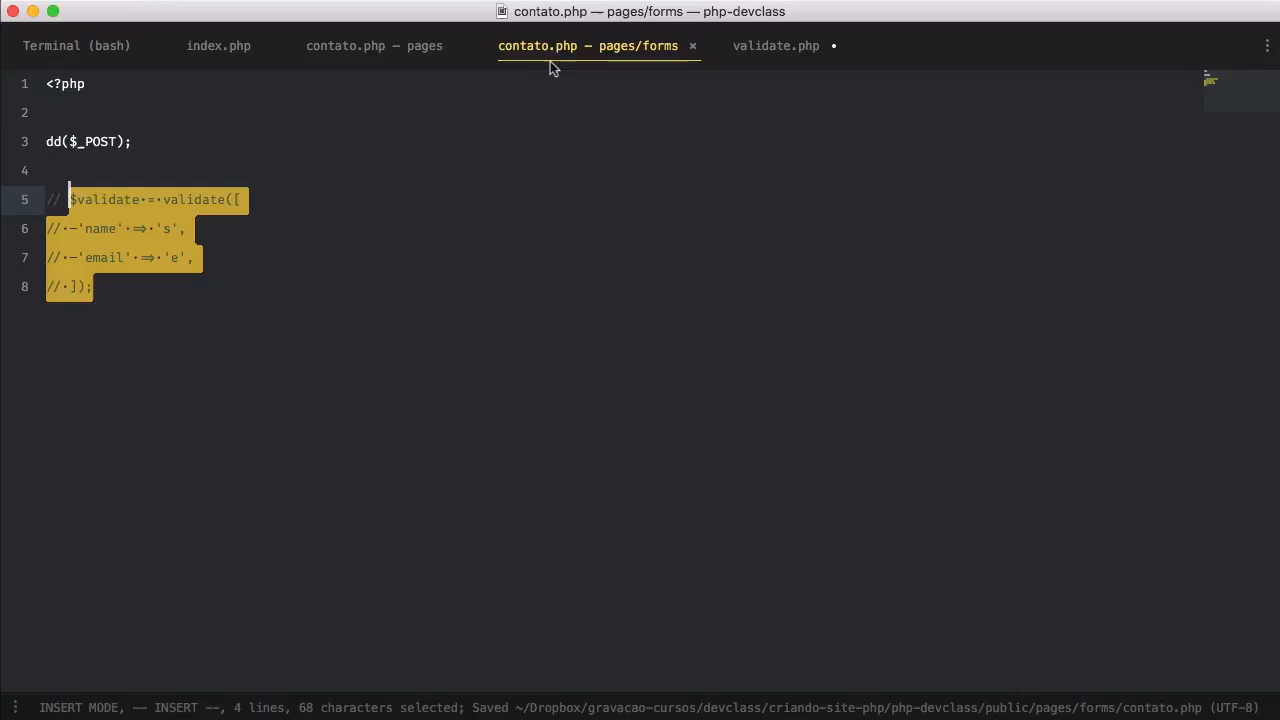 contato.php — pages/forms — php-devclass
Terminal (bash) index.php contato.php — pages contato.php — pages/forms × validate.php •
1 <?php
2
3 dd($_POST);
4
5 // $validate = validate([
6 // 'name' => 's',
7 // 'email' => 'e',
8 // ]);
INSERT MODE, -- INSERT --, 4 lines, 68 characters selected; Saved ~/Dropbox/gravacao-cursos/devclass/criando-site-php/php-devclass/public/pages/forms/contato.php (UTF-8)